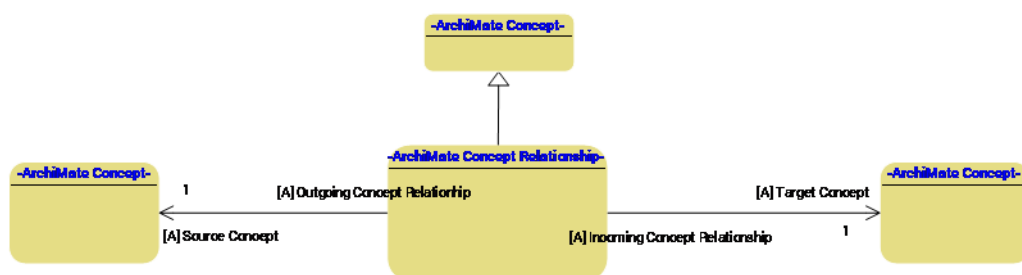 -ArchiMate Concept-
-ArchiMate Concept Relationship-
-ArchiMate Concept-
-ArchiMate Concept-
1
[A] Outgoing Concept Relatiorhip
[A] Target Concept
[A] Source Concept
[A] Incoming Concept Relationship
1